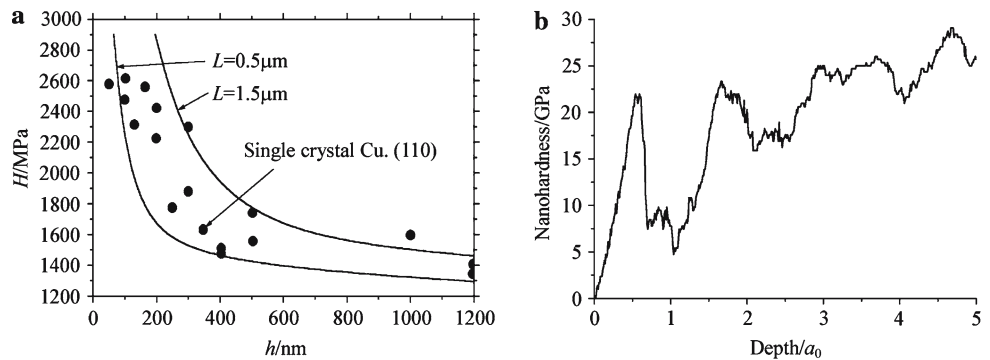 a
H/MPa
3000
2800
2600
2400
2200
2000
1800
1600
1400
1200
L=0.5μm
L=1.5μm
Single crystal Cu. (110)
0 200 400 600 800 1000 1200
h/nm
b
Nanohardness/GPa
30
25
20
15
10
5
0
0 1 2 3 4 5
Depth/a0